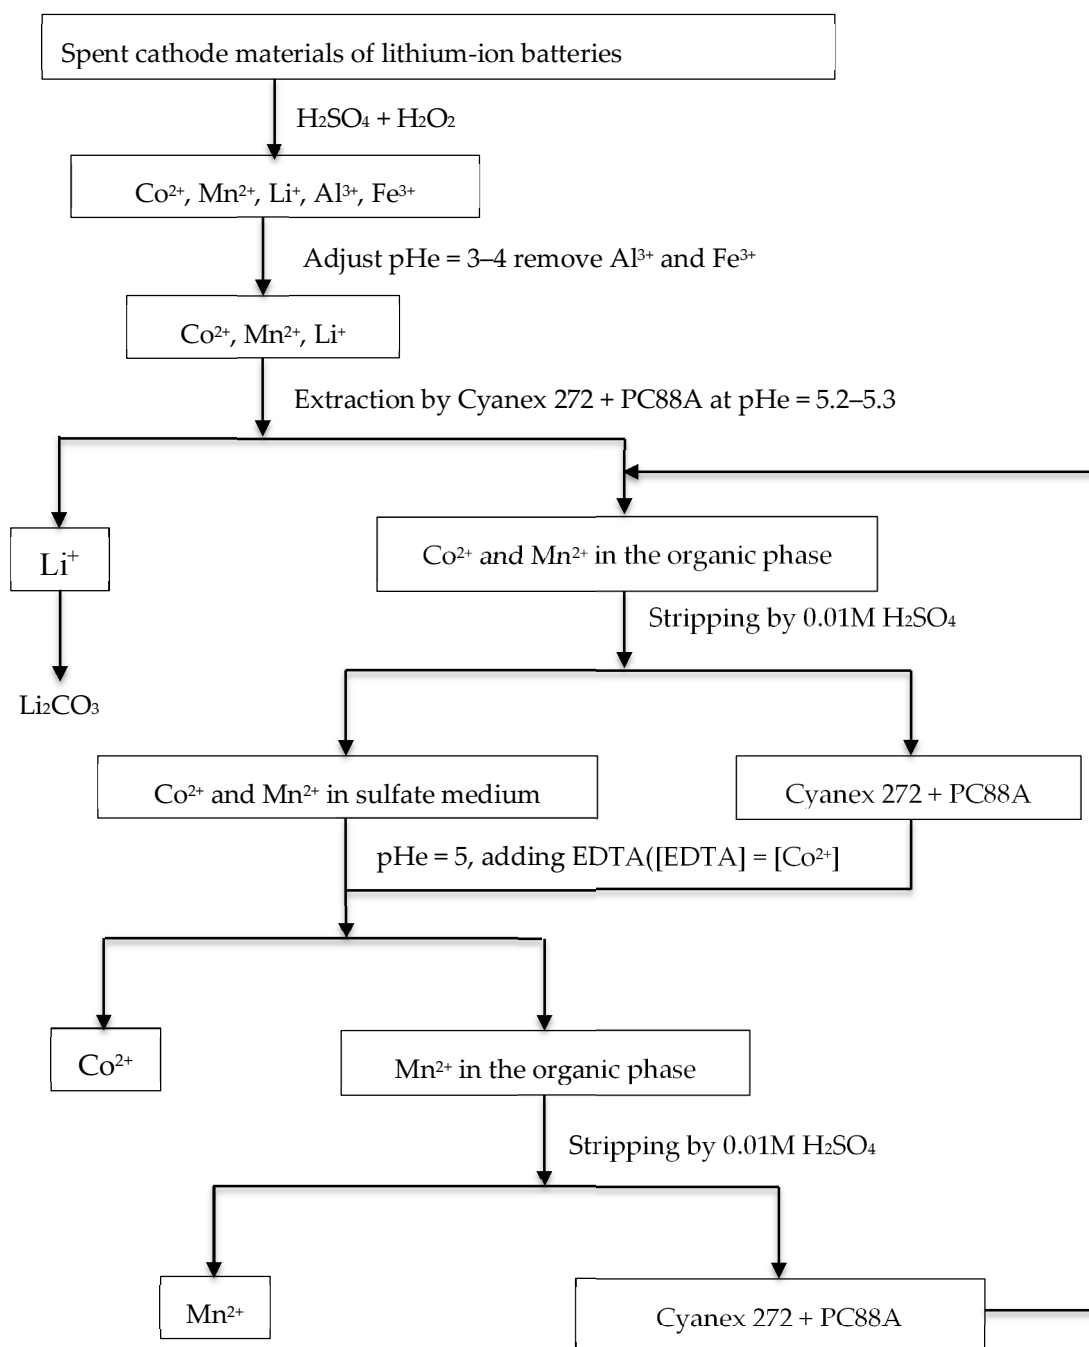 Spent cathode materials of lithium-ion batteries
H₂SO₄ + H₂O₂
Co²⁺, Mn²⁺, Li⁺, Al³⁺, Fe³⁺
Adjust pHe = 3–4 remove Al³⁺ and Fe³⁺
Co²⁺, Mn²⁺, Li⁺
Extraction by Cyanex 272 + PC88A at pHe = 5.2–5.3
Li⁺
Co²⁺ and Mn²⁺ in the organic phase
Stripping by 0.01M H₂SO₄
Li₂CO₃
Co²⁺ and Mn²⁺ in sulfate medium
Cyanex 272 + PC88A
pHe = 5, adding EDTA([EDTA] = [Co²⁺]
Co²⁺
Mn²⁺ in the organic phase
Stripping by 0.01M H₂SO₄
Mn²⁺
Cyanex 272 + PC88A